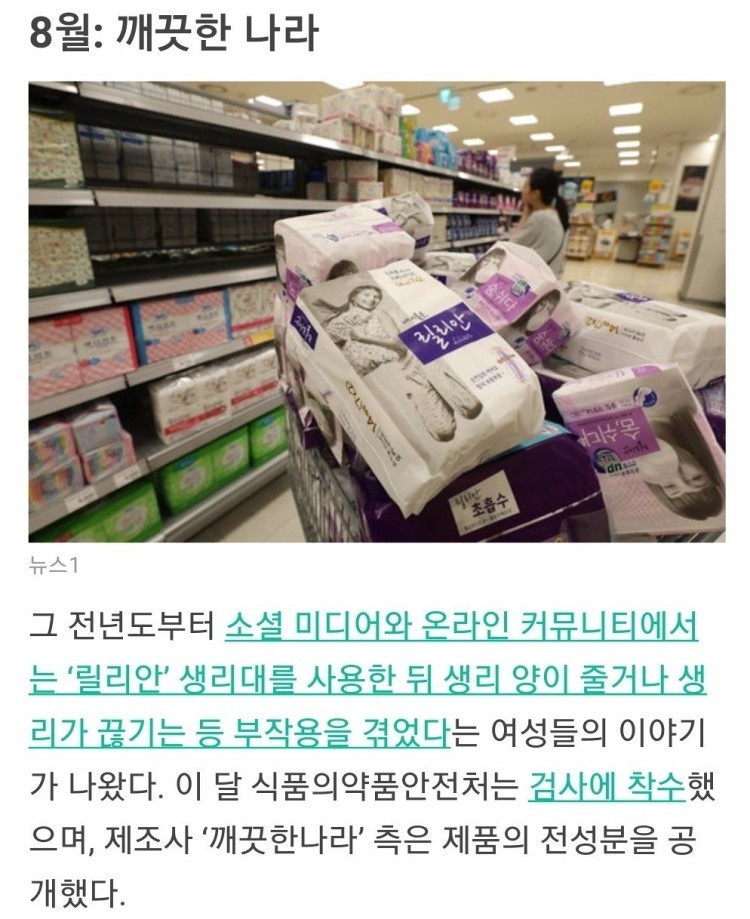 8월: 깨끗한 나라
릴리안
릴리안
초흡수
순수한면
숨쉬다
뉴스1
그 전년도부터 소셜 미디어와 온라인 커뮤니티에서
는 ‘릴리안’ 생리대를 사용한 뒤 생리 양이 줄거나 생
리가 끊기는 등 부작용을 겪었다는 여성들의 이야기
가 나왔다. 이 달 식품의약품안전처는 검사에 착수했
으며, 제조사 ‘깨끗한나라’ 측은 제품의 전성분을 공
개했다.